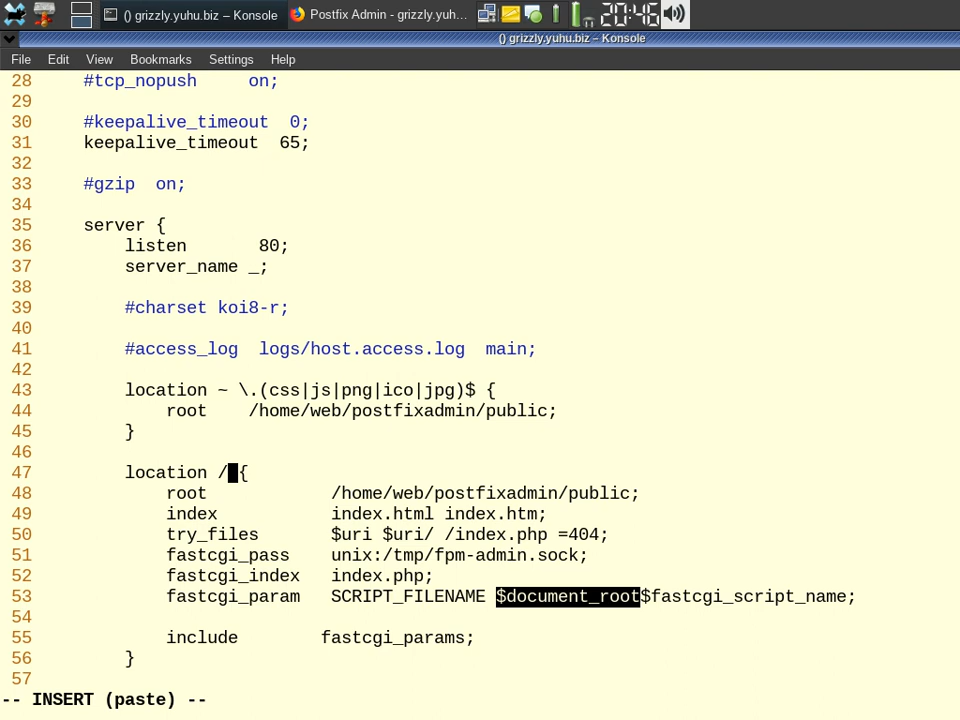 () grizzly.yuhu.biz – Konsole
Postfix Admin - grizzly.yuh...
20:46
() grizzly.yuhu.biz – Konsole
File Edit View Bookmarks Settings Help
28 #tcp_nopush on;
29
30 #keepalive_timeout 0;
31 keepalive_timeout 65;
32
33 #gzip on;
34
35 server {
36 listen 80;
37 server_name _;
38
39 #charset koi8-r;
40
41 #access_log logs/host.access.log main;
42
43 location ~ \.(css|js|png|ico|jpg)$ {
44 root /home/web/postfixadmin/public;
45 }
46
47 location / {
48 root /home/web/postfixadmin/public;
49 index index.html index.htm;
50 try_files $uri $uri/ /index.php =404;
51 fastcgi_pass unix:/tmp/fpm-admin.sock;
52 fastcgi_index index.php;
53 fastcgi_param SCRIPT_FILENAME $document_root$fastcgi_script_name;
54
55 include fastcgi_params;
56 }
57
-- INSERT (paste) --